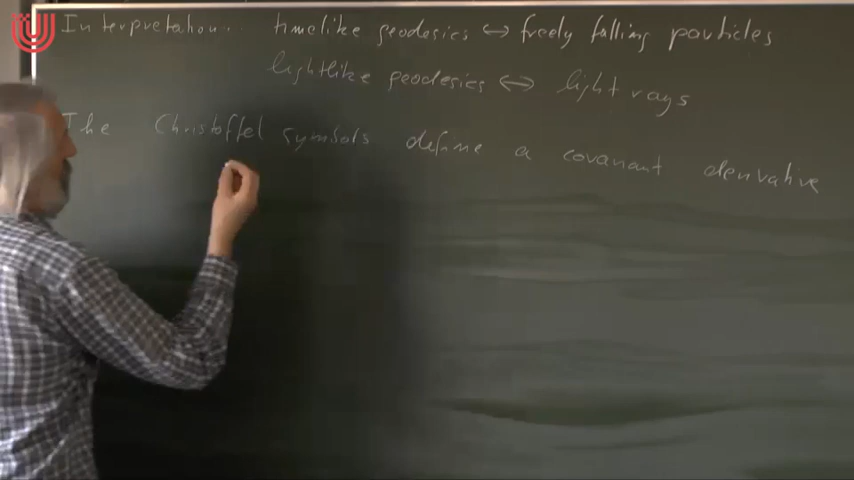 Interpretation... timelike geodesics ↔ freely falling particles
lightlike geodesics ↔ light rays
The Christoffel symbols define a covariant derivative